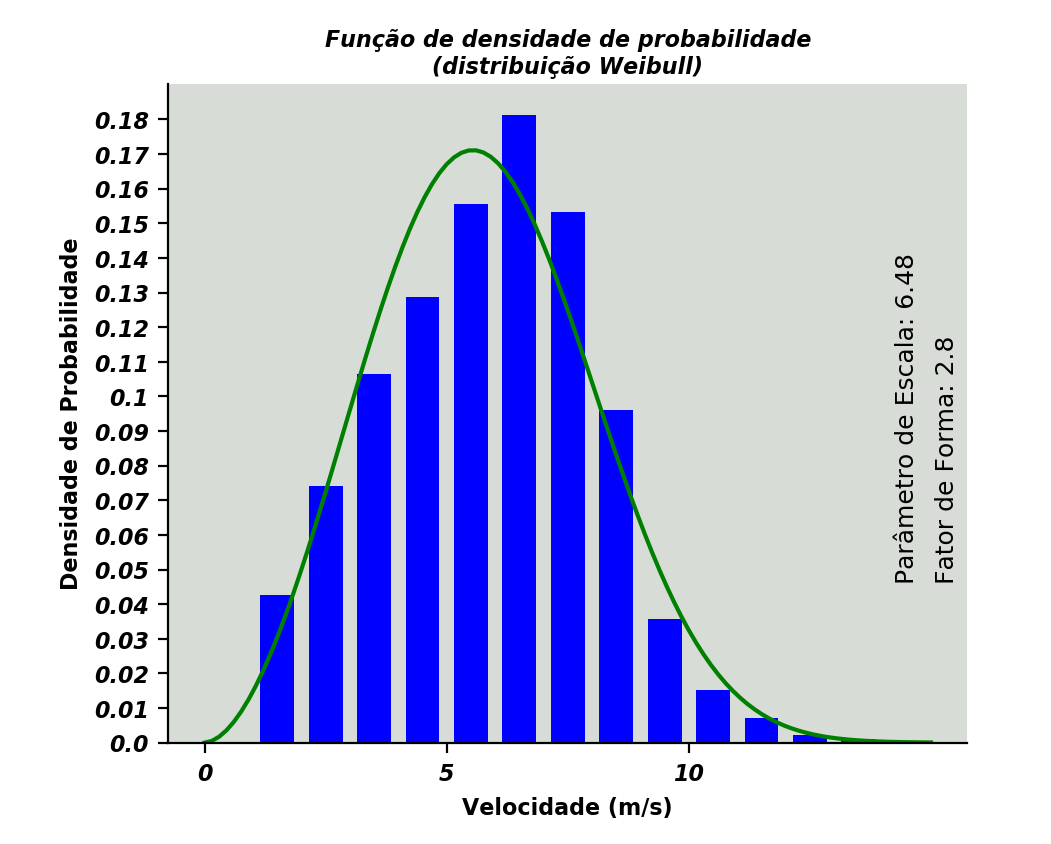 Função de densidade de probabilidade
(distribuição Weibull)
Densidade de Probabilidade
0.18
0.17
0.16
0.15
0.14
0.13
0.12
0.11
0.1
0.09
0.08
0.07
0.06
0.05
0.04
0.03
0.02
0.01
0.0
Parâmetro de Escala: 6.48
Fator de Forma: 2.8
0 5 10
Velocidade (m/s)